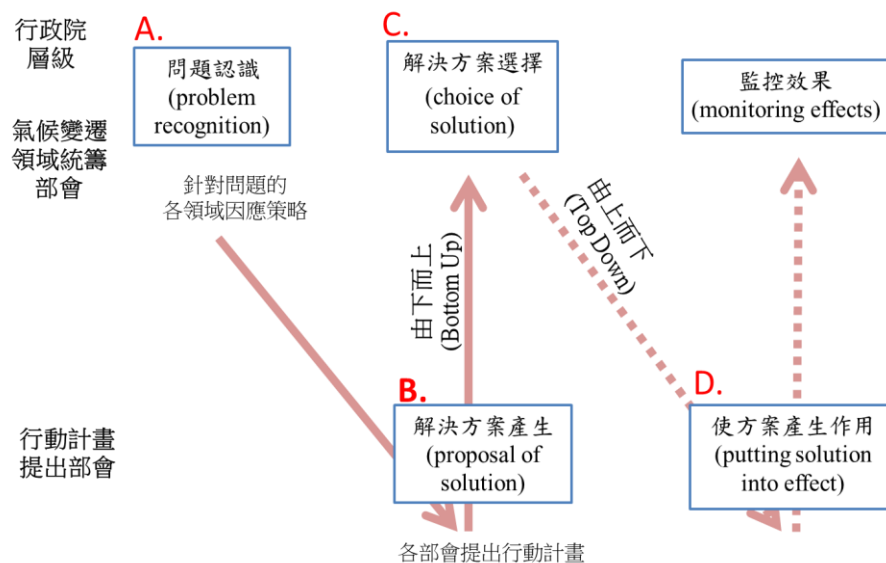 行政院
層級
氣候變遷
領域統籌
部會
行動計畫
提出部會
A.
問題認識
(problem
recognition)
針對問題的
各領域因應策略
B.
解決方案產生
(proposal of
solution)
各部會提出行動計畫
由下而上
(Bottom Up)
C.
解決方案選擇
(choice of
solution)
由上而下
(Top Down)
D.
使方案產生作用
(putting solution
into effect)
監控效果
(monitoring effects)